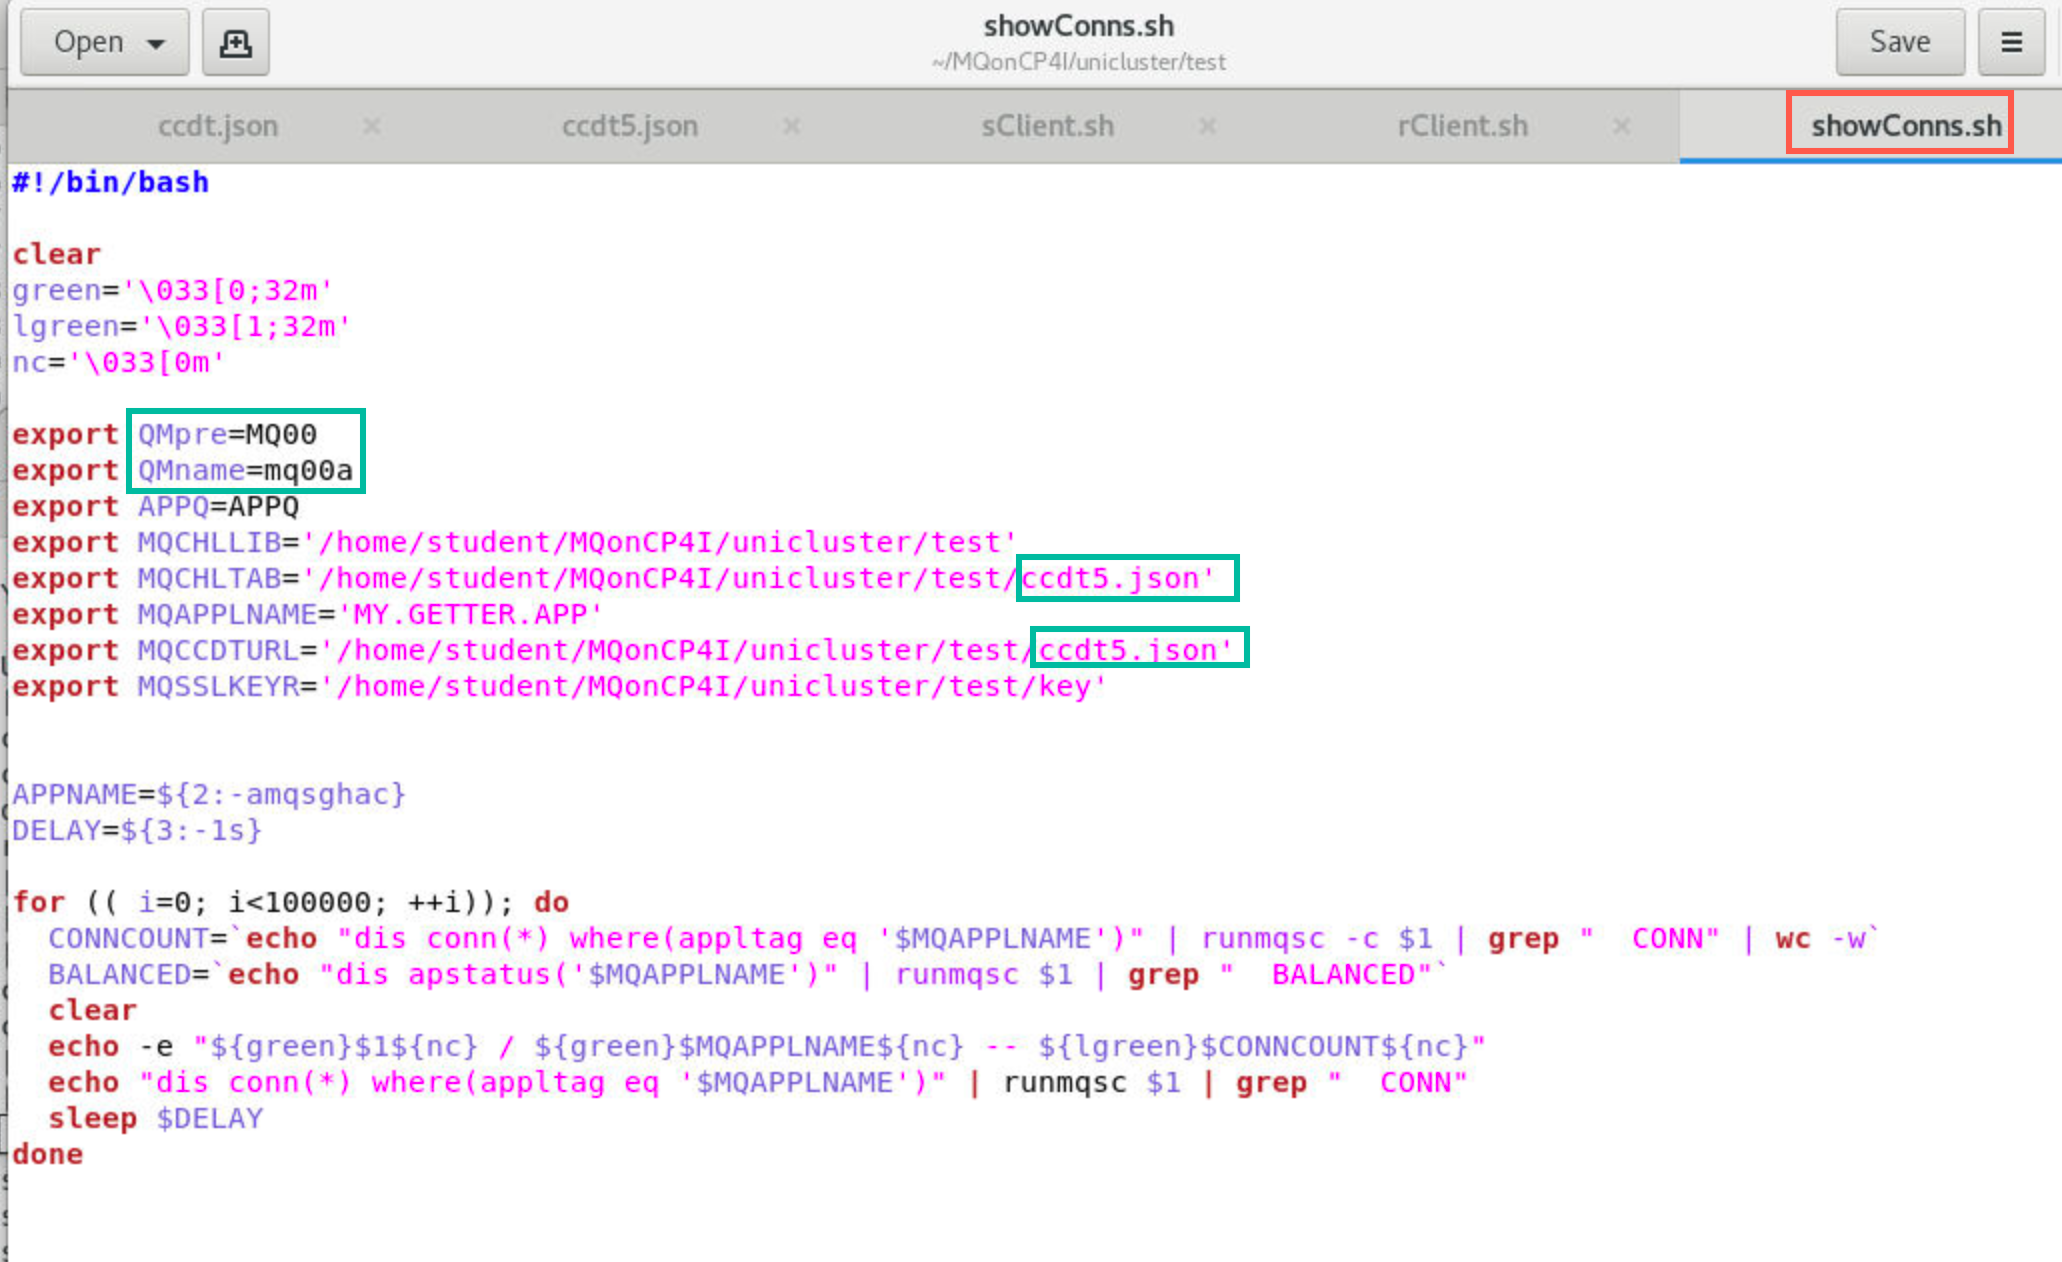 Open
showConns.sh
~/MQonCP4I/unicluster/test
Save
ccdt.json
ccdt5.json
sClient.sh
rClient.sh
showConns.sh
#!/bin/bash
clear
green='\033[0;32m'
lgreen='\033[1;32m'
nc='\033[0m'
export QMpre=MQ00
export QMname=mq00a
export APPQ=APPQ
export MQCHLLIB='/home/student/MQonCP4I/unicluster/test'
export MQCHLTAB='/home/student/MQonCP4I/unicluster/test/ccdt5.json'
export MQAPPLNAME='MY.GETTER.APP'
export MQCCDTURL='/home/student/MQonCP4I/unicluster/test/ccdt5.json'
export MQSSLKEYR='/home/student/MQonCP4I/unicluster/test/key'
APPNAME=${2:-amqsghac}
DELAY=${3:-1s}
for (( i=0; i<100000; ++i)); do
  CONNCOUNT=`echo "dis conn(*) where(appltag eq '$MQAPPLNAME')" | runmqsc -c $1 | grep "  CONN" | wc -w`
  BALANCED=`echo "dis apstatus('$MQAPPLNAME')" | runmqsc $1 | grep "  BALANCED"`
  clear
  echo -e "${green}$1${nc} / ${green}$MQAPPLNAME${nc} -- ${lgreen}$CONNCOUNT${nc}"
  echo "dis conn(*) where(appltag eq '$MQAPPLNAME')" | runmqsc $1 | grep "  CONN"
  sleep $DELAY
done